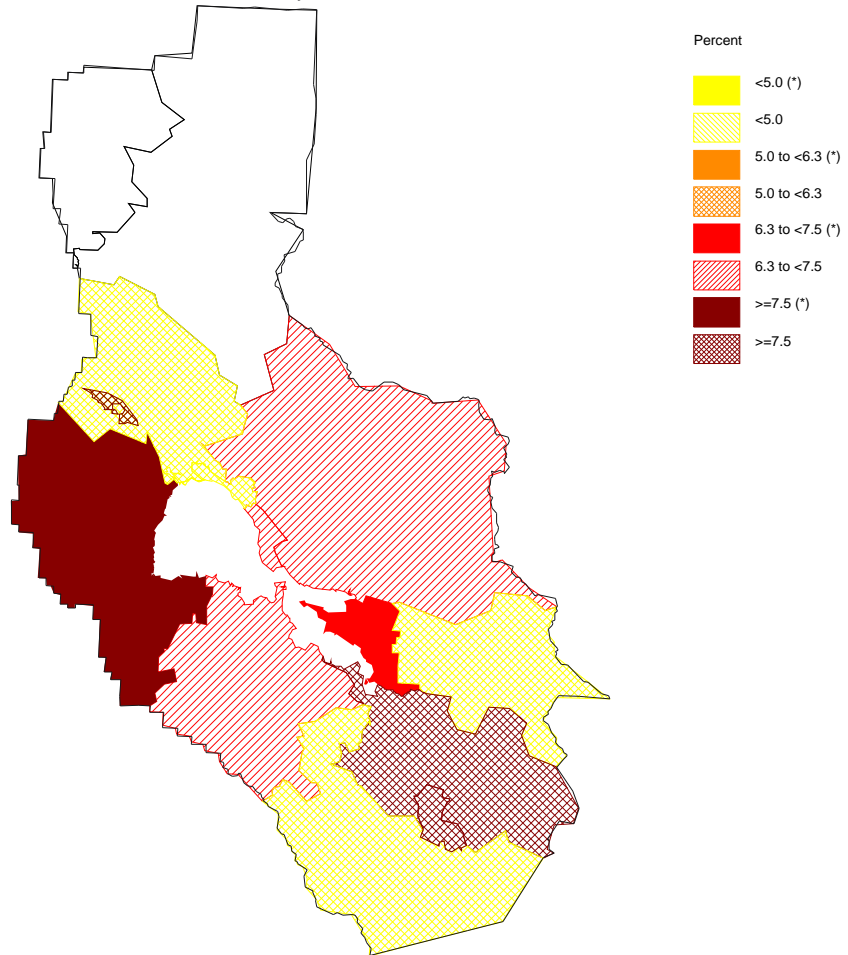 Percent
<5.0 (*)
<5.0
5.0 to <6.3 (*)
5.0 to <6.3
6.3 to <7.5 (*)
6.3 to <7.5
>=7.5 (*)
>=7.5